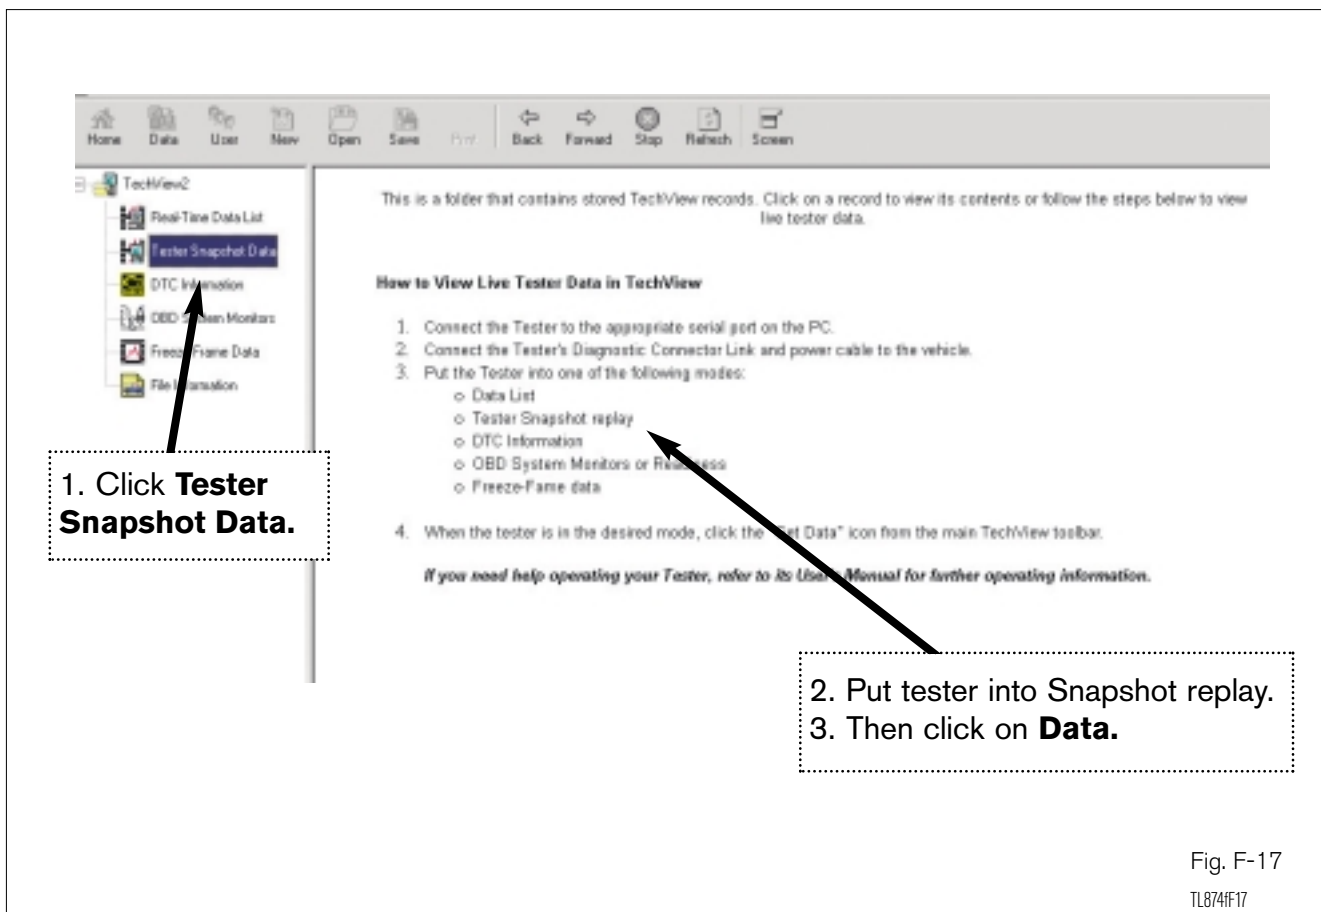 Home Data User New Open Save Print Back Forward Stop Refresh Screen
TechView2
Real-Time Data List
Tester Snapshot Data
DTC Information
OBD System Monitors
Freeze Frame Data
File Information
This is a folder that contains stored TechView records. Click on a record to view its contents or follow the steps below to view
live tester data.
How to View Live Tester Data in TechView
1. Connect the Tester to the appropriate serial port on the PC.
2. Connect the Tester's Diagnostic Connector Link and power cable to the vehicle.
3. Put the Tester into one of the following modes:
o Data List
o Tester Snapshot replay
o DTC Information
o OBD System Monitors or Readiness
o Freeze-Fame data
4. When the tester is in the desired mode, click the "Get Data" icon from the main TechView toolbar.
If you need help operating your Tester, refer to its User's Manual for further operating information.
1. Click Tester
Snapshot Data.
2. Put tester into Snapshot replay.
3. Then click on Data.
Fig. F-17
TL874fF17